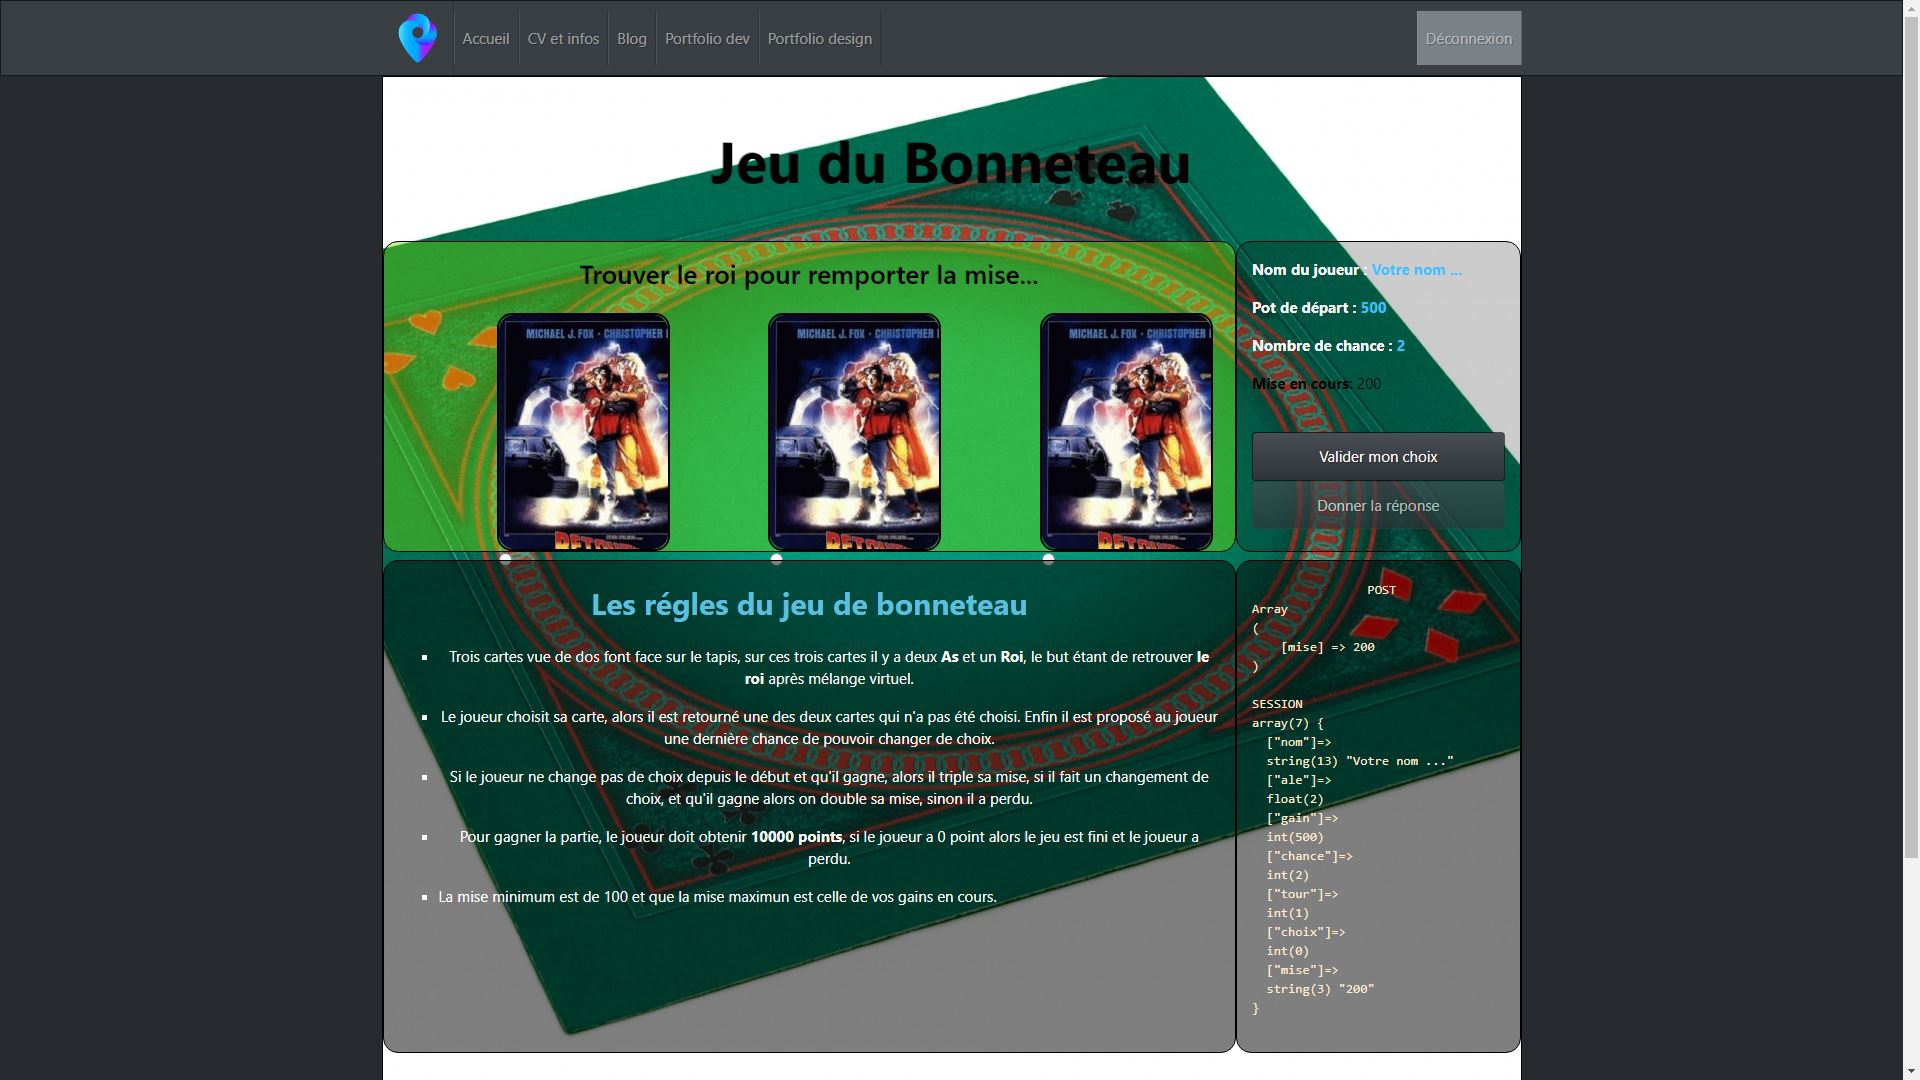 Accueil
CV et infos
Blog
Portfolio dev
Portfolio design
Déconnexion
Jeu du Bonneteau
Trouver le roi pour remporter la mise...
MICHAEL J. FOX · CHRISTOPHER
MICHAEL J. FOX · CHRISTOPHER
MICHAEL J. FOX · CHRISTOPHER
RETOUR
RETOUR
RETOUR
Nom du joueur : Votre nom ...
Pot de départ : 500
Nombre de chance : 2
Mise en cours: 200
Valider mon choix
Donner la réponse
Les régles du jeu de bonneteau
Trois cartes vue de dos font face sur le tapis, sur ces trois cartes il y a deux As et un Roi, le but étant de retrouver le
roi après mélange virtuel.
Le joueur choisit sa carte, alors il est retourné une des deux cartes qui n'a pas été choisi. Enfin il est proposé au joueur
une dernière chance de pouvoir changer de choix.
Si le joueur ne change pas de choix depuis le début et qu'il gagne, alors il triple sa mise, si il fait un changement de
choix, et qu'il gagne alors on double sa mise, sinon il a perdu.
Pour gagner la partie, le joueur doit obtenir 10000 points, si le joueur a 0 point alors le jeu est fini et le joueur a
perdu.
La mise minimum est de 100 et que la mise maximun est celle de vos gains en cours.
POST
Array
(
[mise] => 200
)
SESSION
array(7) {
["nom"]=>
string(13) "Votre nom ..."
["ale"]=>
float(2)
["gain"]=>
int(500)
["chance"]=>
int(2)
["tour"]=>
int(1)
["choix"]=>
int(0)
["mise"]=>
string(3) "200"
}